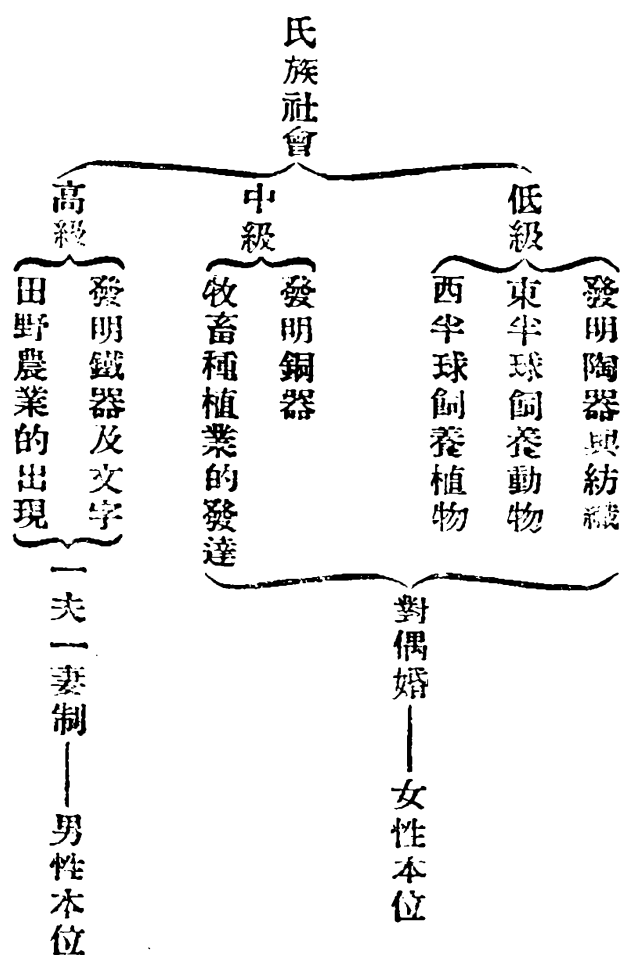 氏族社會
低級
發明陶器與紡織
東半球飼養動物
西半球飼養植物
中級
發明銅器
牧畜種植業的發達
高級
發明鐵器及文字
田野農業的出現
對偶婚
女性本位
一夫一妻制
男性本位